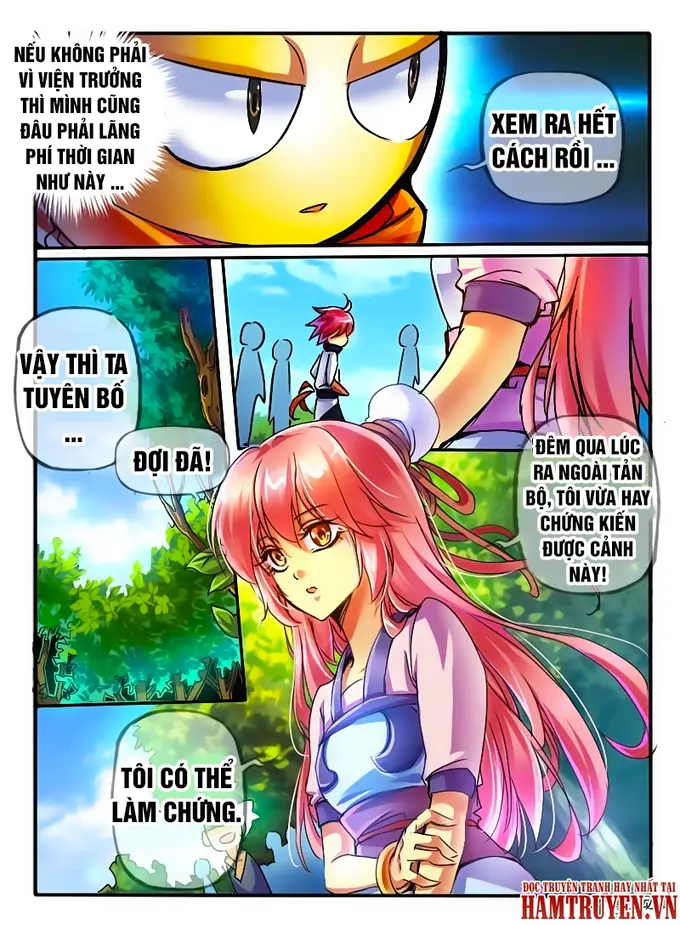 NẾU KHÔNG PHẢI
VÌ VIỆN TRƯỞNG
THÌ MÌNH CŨNG
ĐÂU PHẢI LÃNG
PHÍ THỜI GIAN
NHƯ NÀY ...
XEM RA HẾT
CÁCH RỒI ...
VẬY THÌ TA
TUYÊN BỐ
...
ĐỢI ĐÃ!
ĐÊM QUA LÚC
RA NGOÀI TẢN
BỘ, TÔI VỪA HAY
CHỨNG KIẾN
ĐƯỢC CẢNH
NÀY!
TÔI CÓ THỂ
LÀM CHỨNG.
ĐỌC TRUYỆN TRANH HAY NHẤT TẠI
HAMTRUYEN.VN